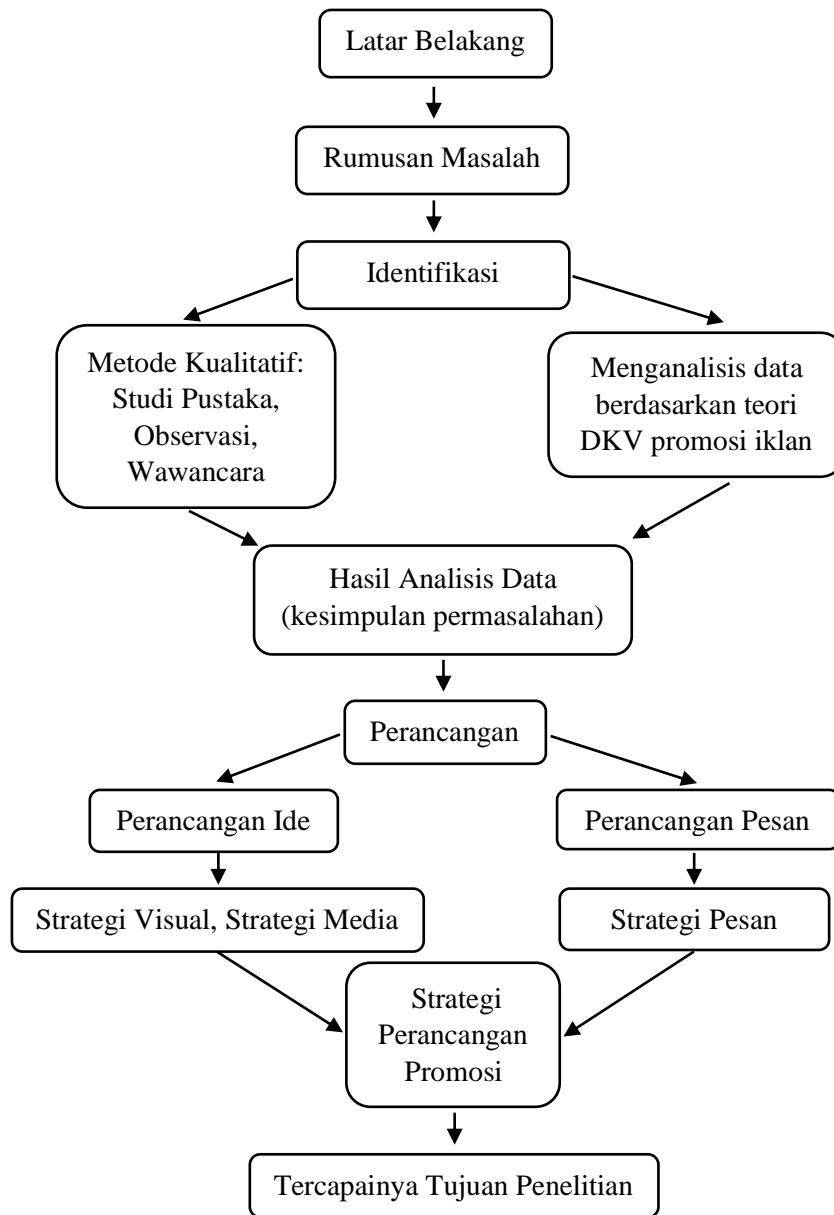 Latar Belakang
Rumusan Masalah
Identifikasi
Metode Kualitatif:
Studi Pustaka,
Observasi,
Wawancara
Menganalisis data
berdasarkan teori
DKV promosi iklan
Hasil Analisis Data
(kesimpulan permasalahan)
Perancangan
Perancangan Ide
Perancangan Pesan
Strategi Visual, Strategi Media
Strategi Pesan
Strategi
Perancangan
Promosi
Tercapainya Tujuan Penelitian